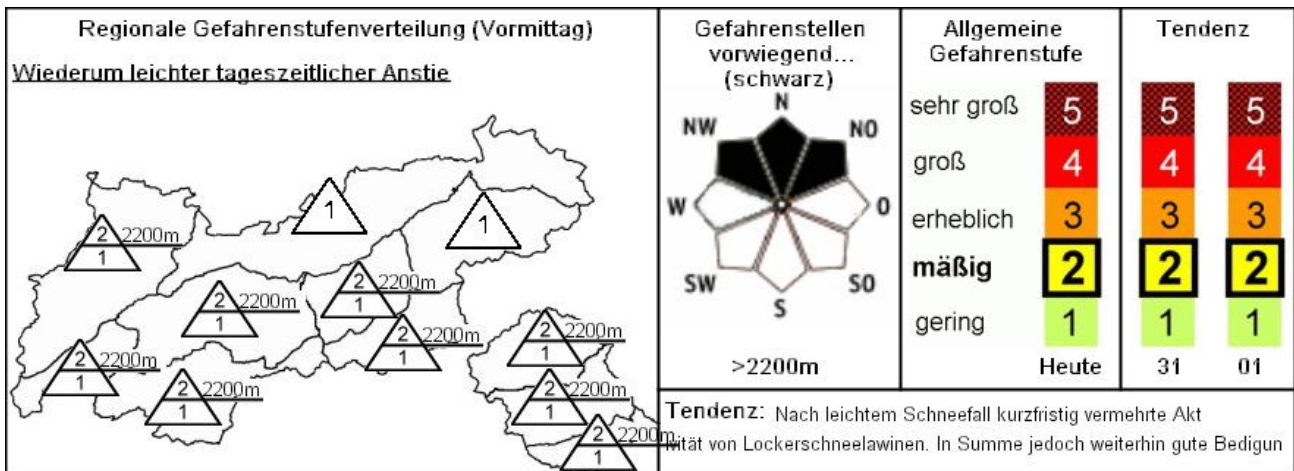 Regionale Gefahrenstufenverteilung (Vormittag)
Wiederum leichter tageszeitlicher Anstie
1
1
2 2200m
1
2 2200m
1
2 2200m
1
2 2200m
1
2 2200m
1
2 2200m
1
2 2200m
1
2 2200m
1
2 2200m
1
Gefahrenstellen
vorwiegend...
(schwarz)
N
NW NO
W O
SW SO
S
>2200m
Allgemeine
Gefahrenstufe
Tendenz
sehr groß 5 5 5
groß 4 4 4
erheblich 3 3 3
mäßig 2 2 2
gering 1 1 1
Heute 31 01
Tendenz: Nach leichtem Schneefall kurzfristig vermehrte Akt
ivität von Lockerschneelawinen. In Summe jedoch weiterhin gute Bedigun